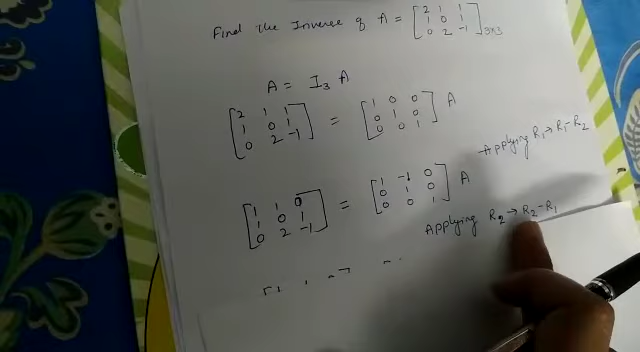 Find the Inverse of A = [2 1 1
1 0 1
0 2 -1]3x3
A = I3 A
[2 1 1
1 0 1
0 2 -1] = [1 0 0
0 1 0
0 0 1] A
Applying R1 → R1 - R2
[1 1 0
1 0 1
0 2 -1] = [1 -1 0
0 1 0
0 0 1] A
Applying R2 → R2 - R1